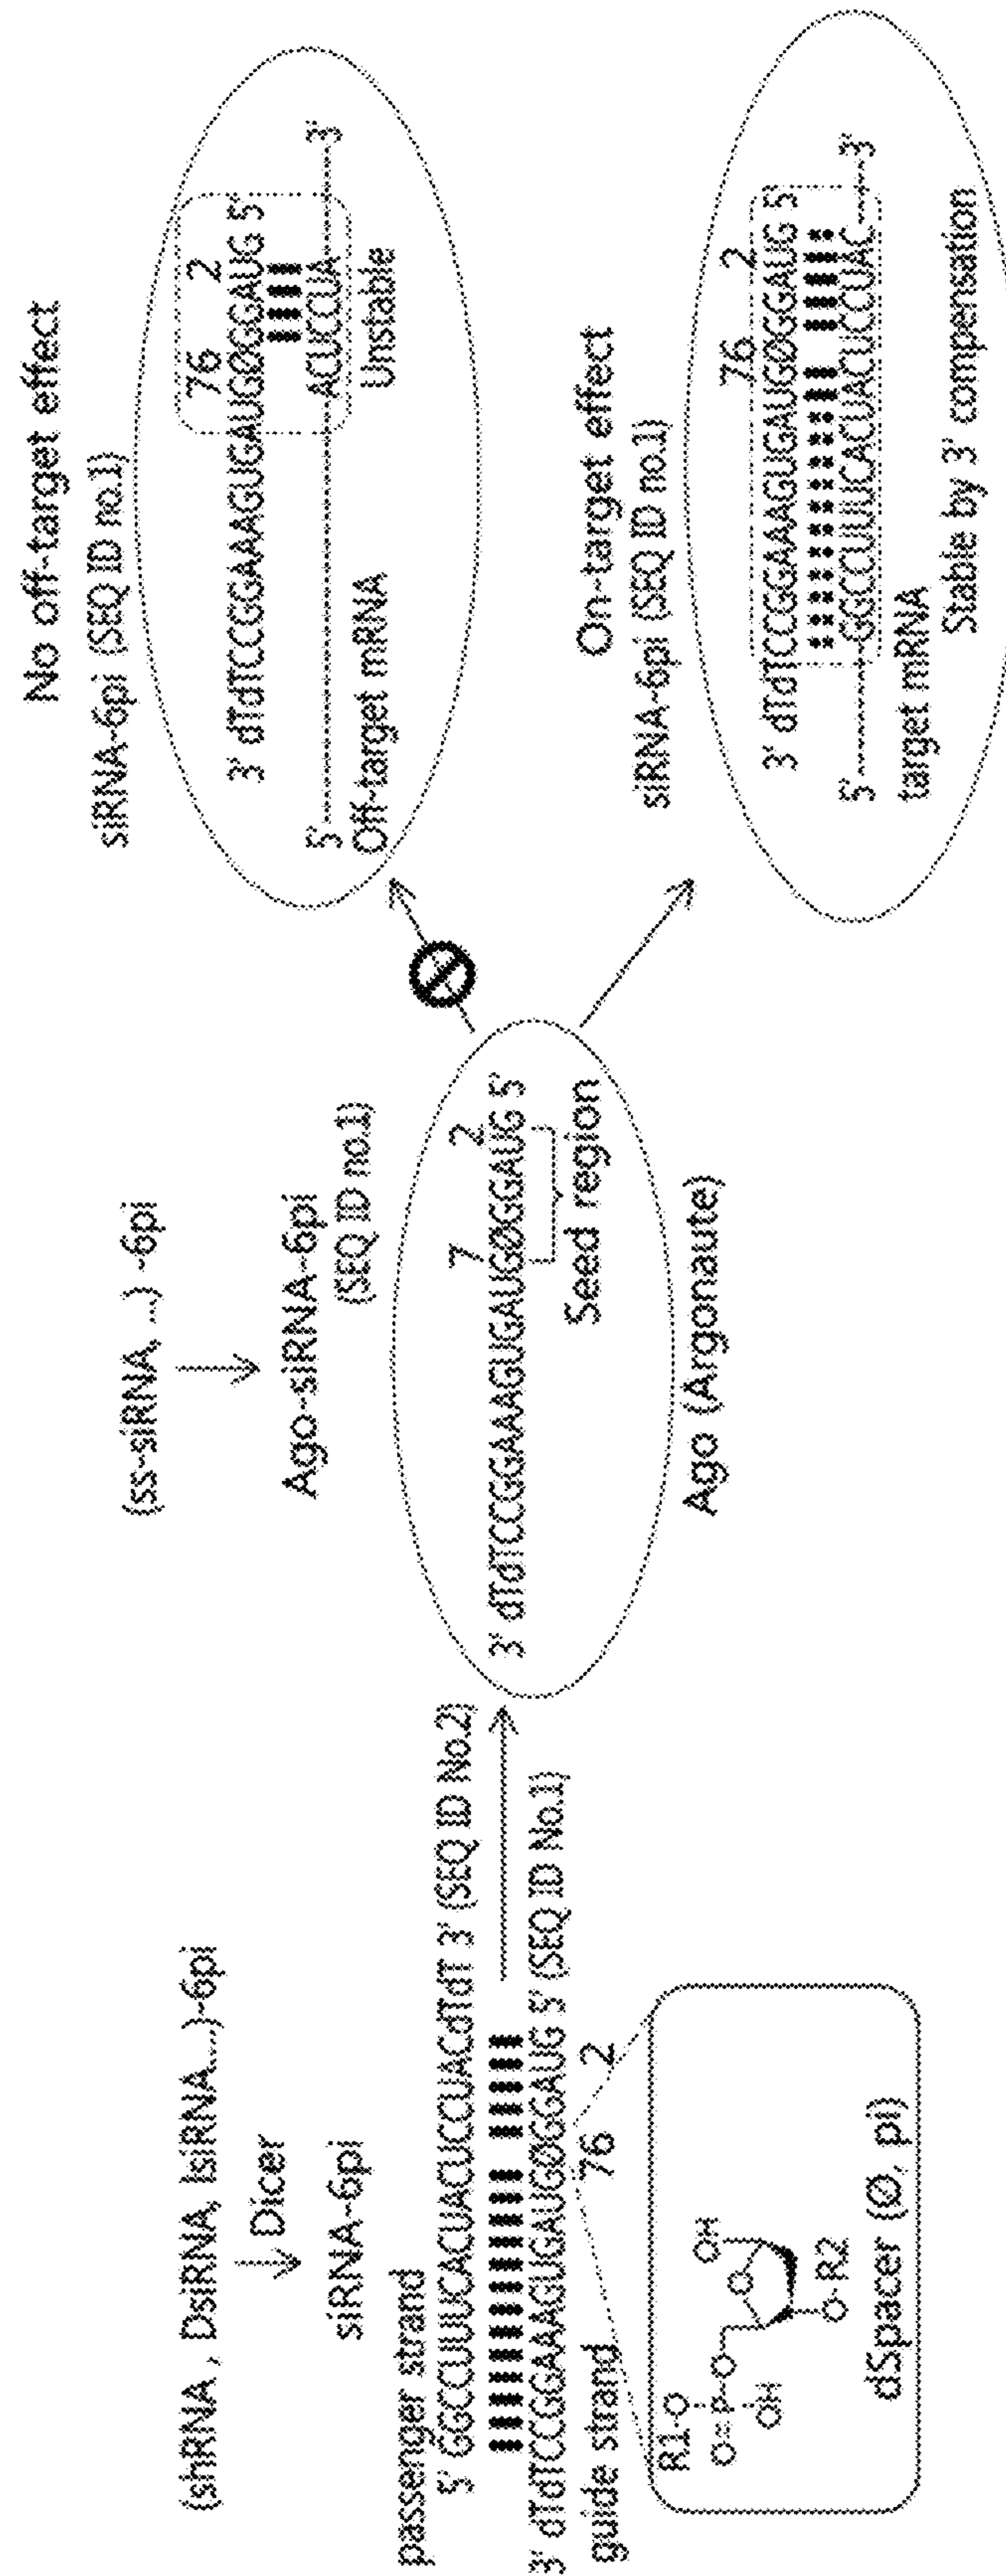 (shRNA , DsiRNA, lsiRNA,...)-6pi
Dicer
siRNA-6pi
passenger strand
5' GGCCUUUCACUACUCCUACdTdT 3' (SEQ ID No.2)
3' dTdTCCGGAAAGUGAUGØGGAUG 5' (SEQ ID No.1)
guide strand
76 2
R1-O
O=P-O
OH
O
OH
O-R2
dSpacer (Ø, pi)
(ss-siRNA, ...) -6pi
Ago-siRNA-6pi
(SEQ ID no.1)
7 2
3' dTdTCCGGAAAGUGAUGØGGAUG 5'
Seed region
Ago (Argonaute)
No off-target effect
siRNA-6pi (SEQ ID no.1)
76 2
3' dTdTCCGGAAAGUGAUGØGGAUG 5'
ACUCCUA
5' 3'
Off-target mRNA
Unstable
On-target effect
siRNA-6pi (SEQ ID no.1)
76 2
3' dTdTCCGGAAAGUGAUGØGGAUG 5'
5' GGCCUUUCACUACUCCUAC 3'
target mRNA
Stable by 3' compensation